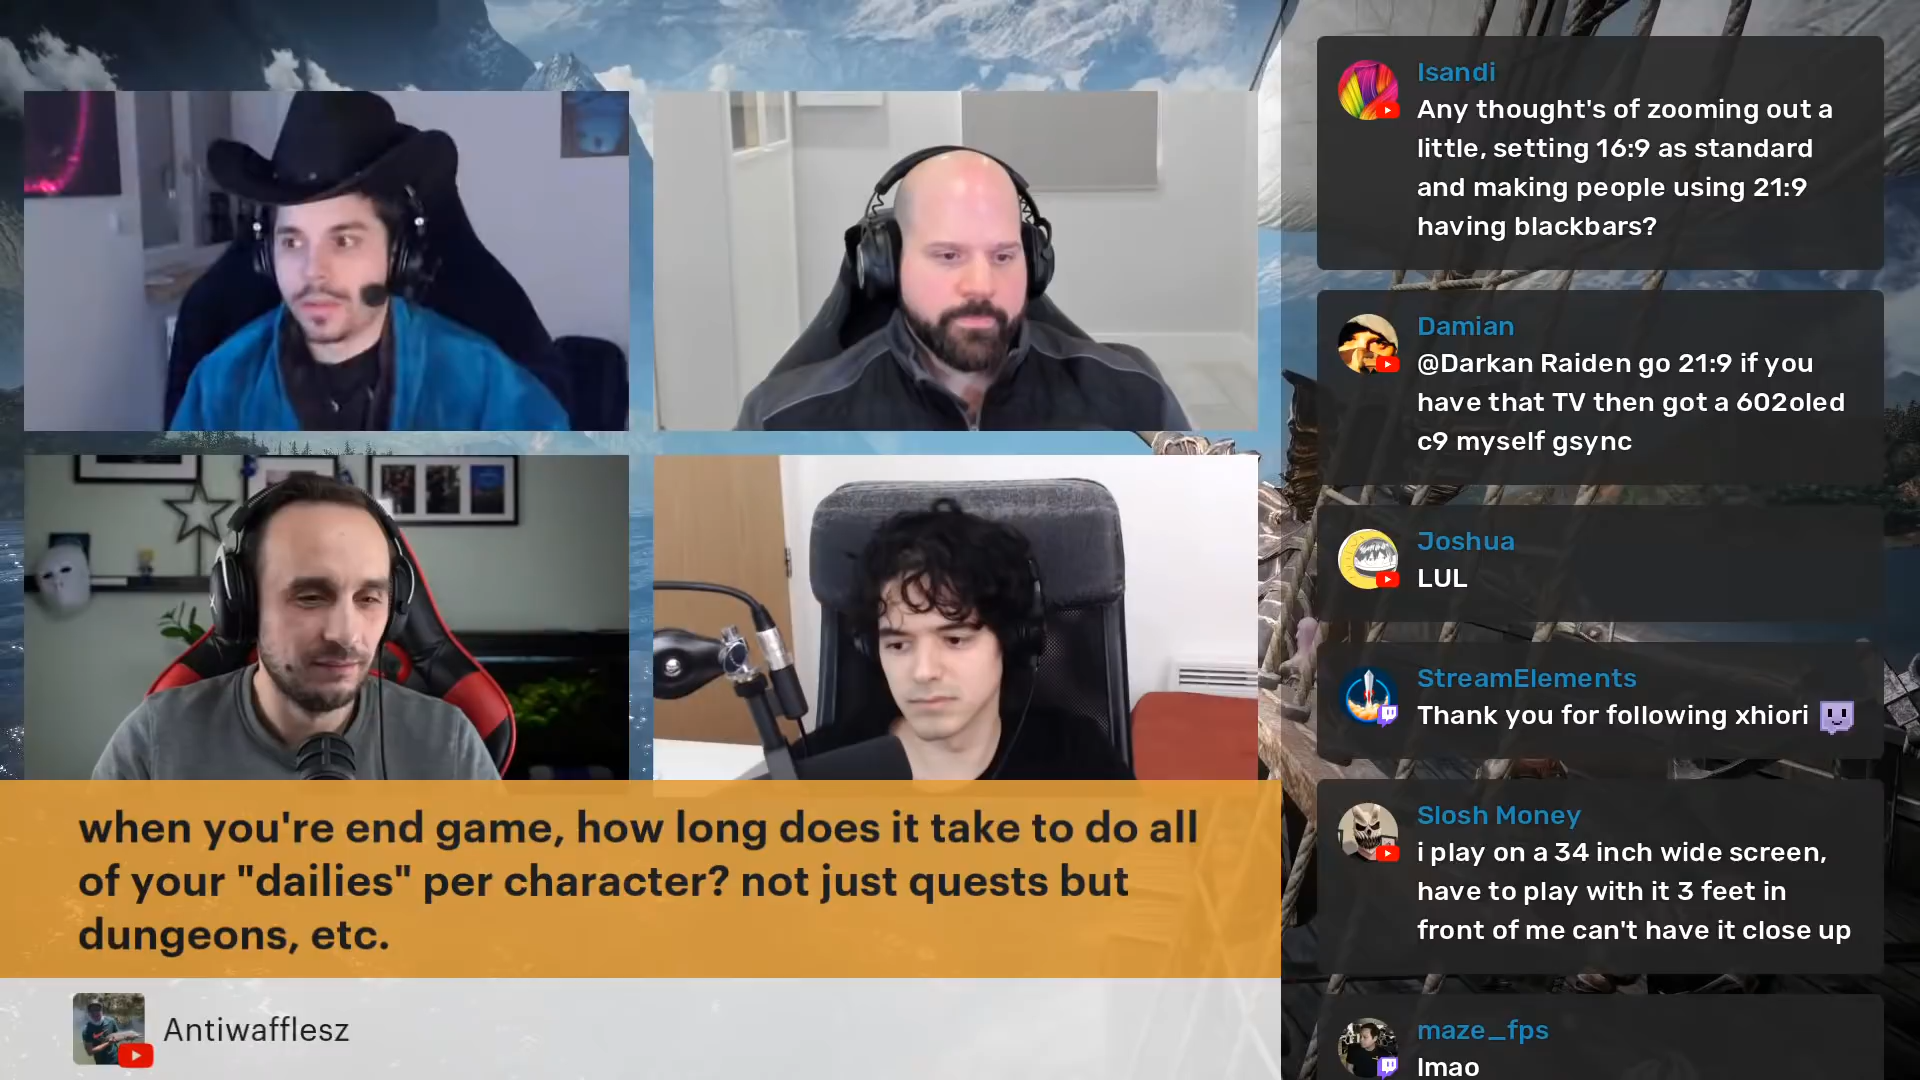 Isandi
Any thought's of zooming out a
little, setting 16:9 as standard
and making people using 21:9
having blackbars?
Damian
@Darkan Raiden go 21:9 if you
have that TV then got a 602oled
c9 myself gsync
Joshua
LUL
StreamElements
Thank you for following xhiori
Slosh Money
i play on a 34 inch wide screen,
have to play with it 3 feet in
front of me can't have it close up
maze_fps
lmao
when you're end game, how long does it take to do all
of your "dailies" per character? not just quests but
dungeons, etc.
Antiwafflesz